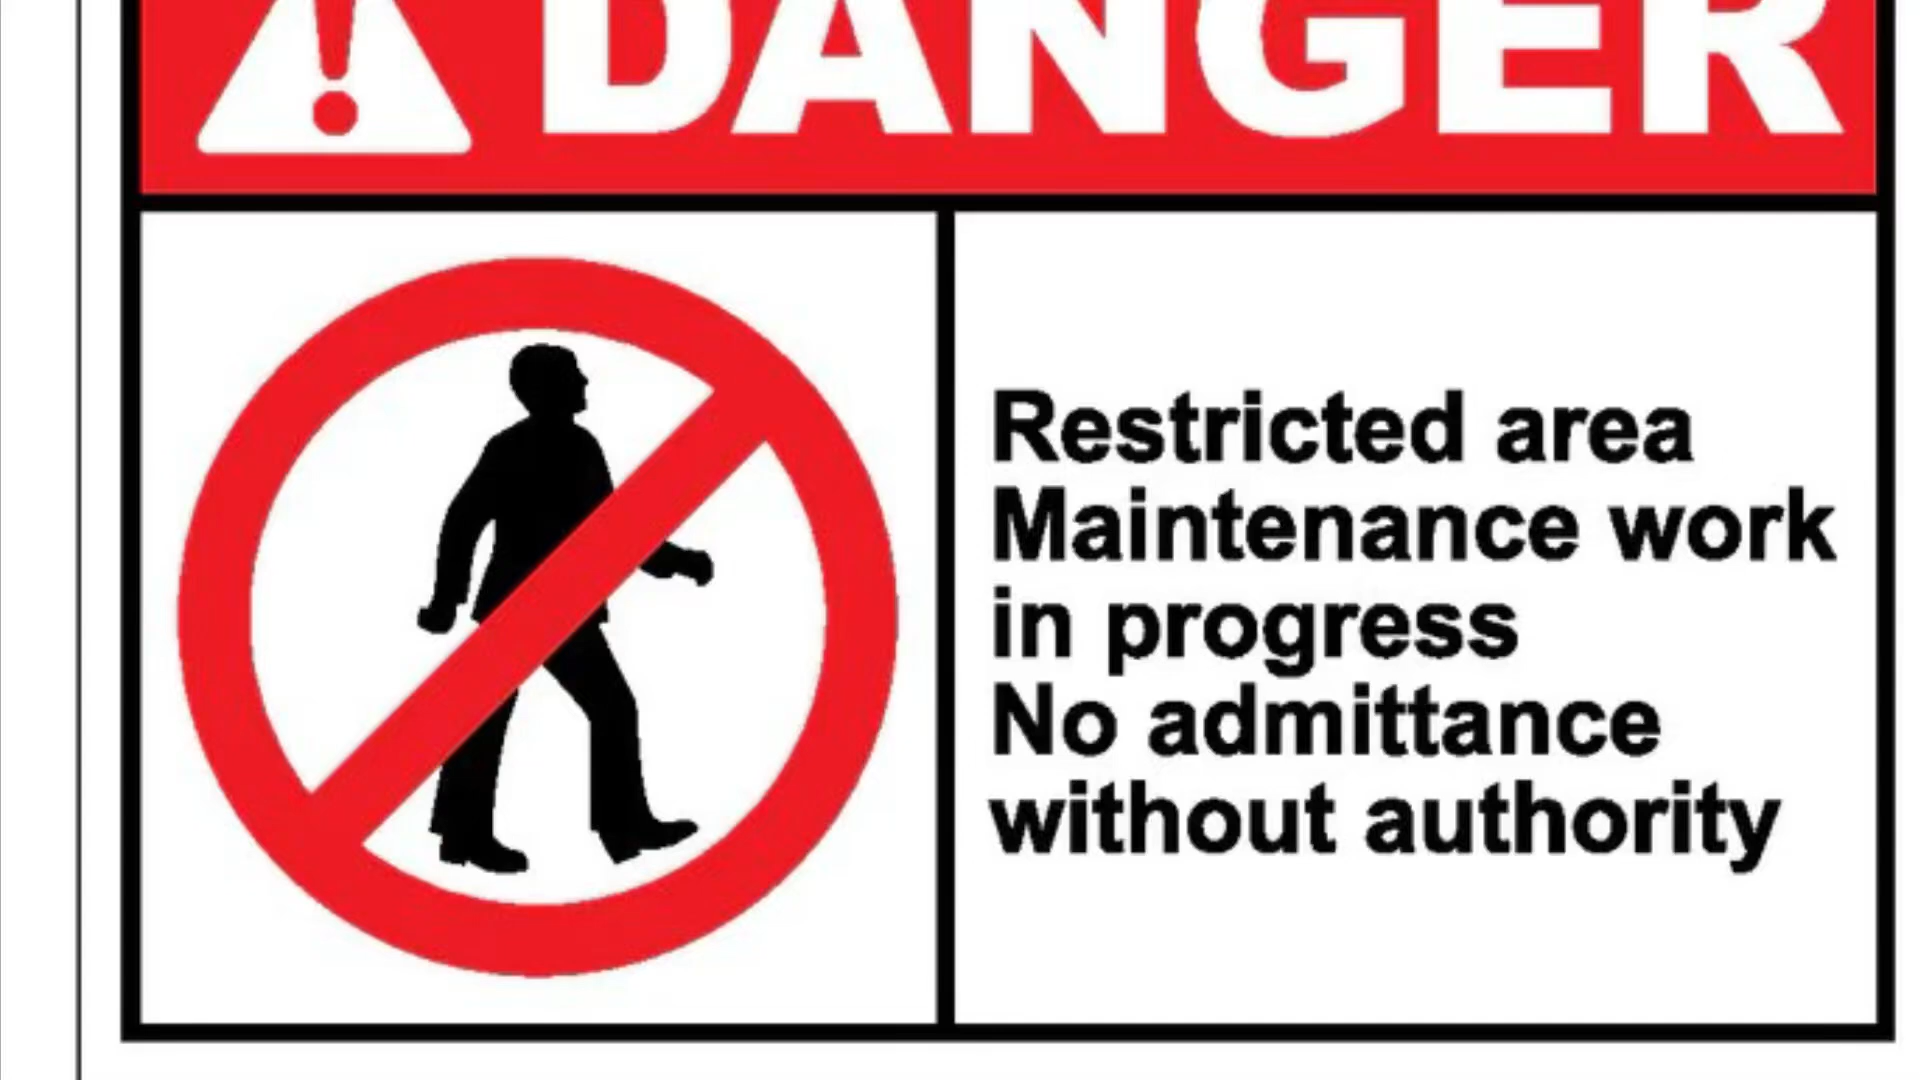 DANGER
Restricted area
Maintenance work
in progress
No admittance
without authority